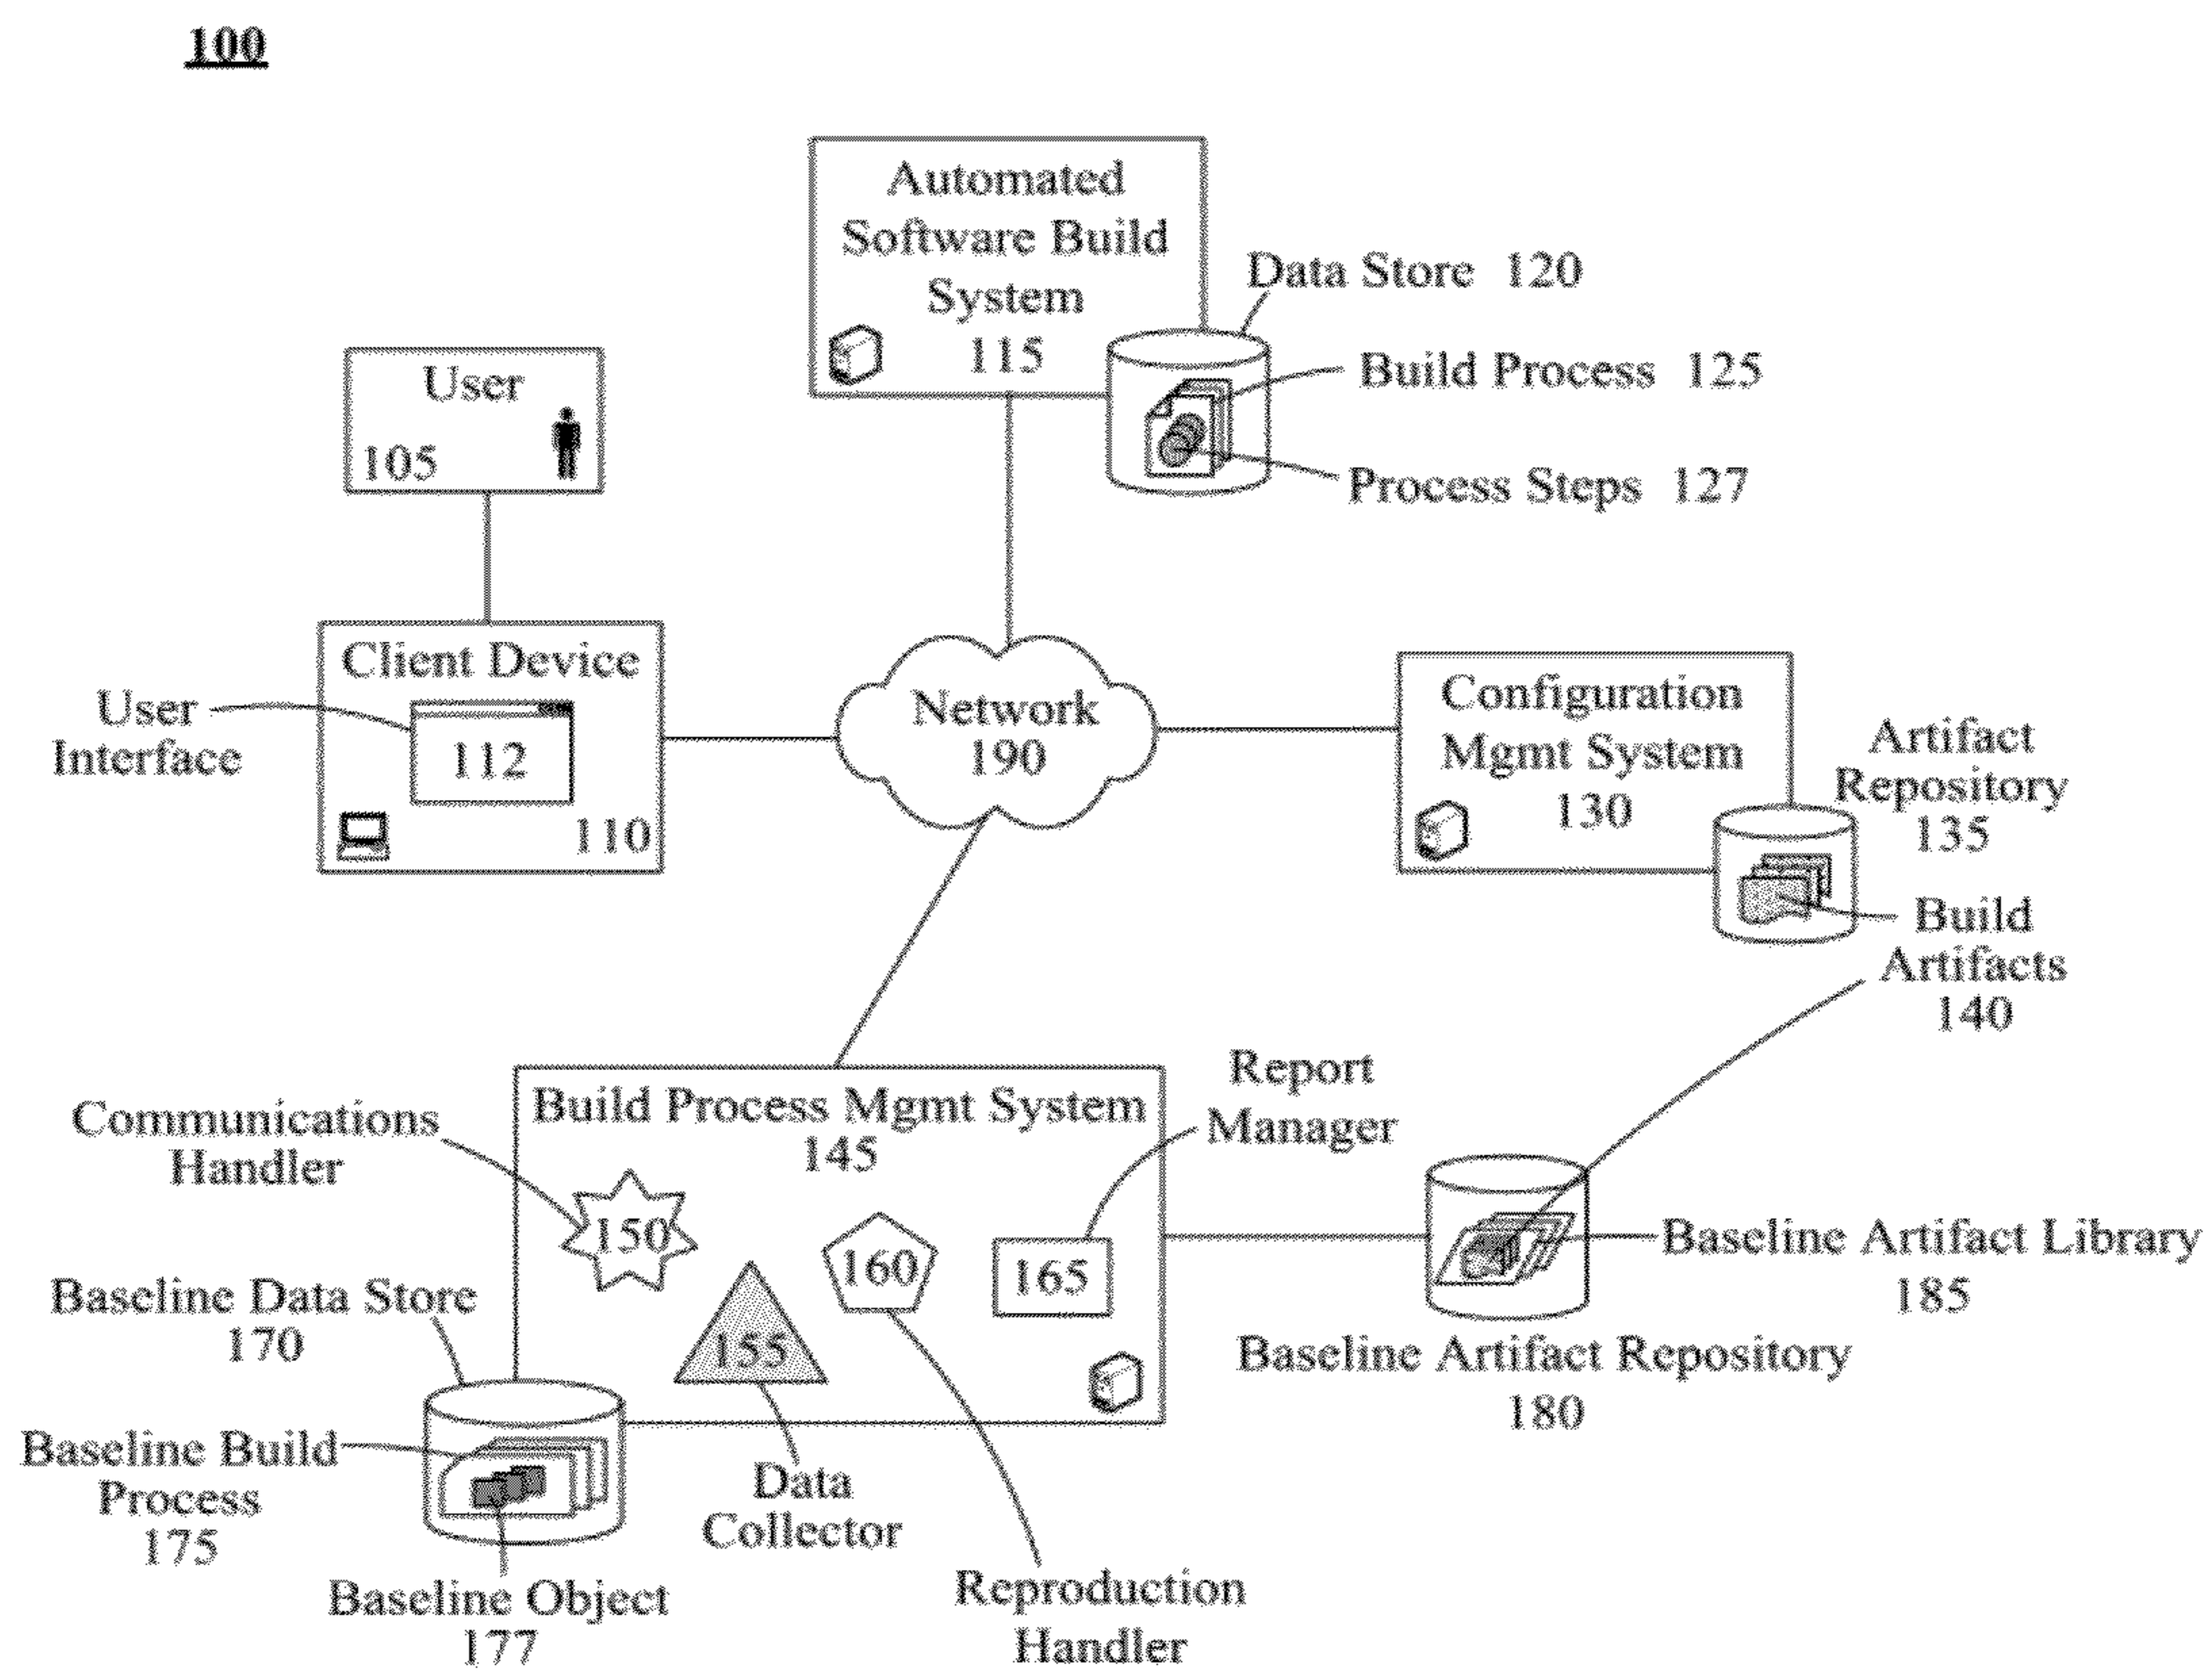 100
Automated
Software Build
System
115
Data Store 120
Build Process 125
Process Steps 127
User
105
Client Device
User
Interface
112
110
Network
190
Configuration
Mgmt System
130
Artifact
Repository
135
Build
Artifacts
140
Build Process Mgmt System
145
Report
Manager
Communications
Handler
150
160
165
155
Baseline Artifact Library
185
Baseline Data Store
170
Baseline Artifact Repository
180
Baseline Build
Process
175
Data
Collector
Baseline Object
177
Reproduction
Handler